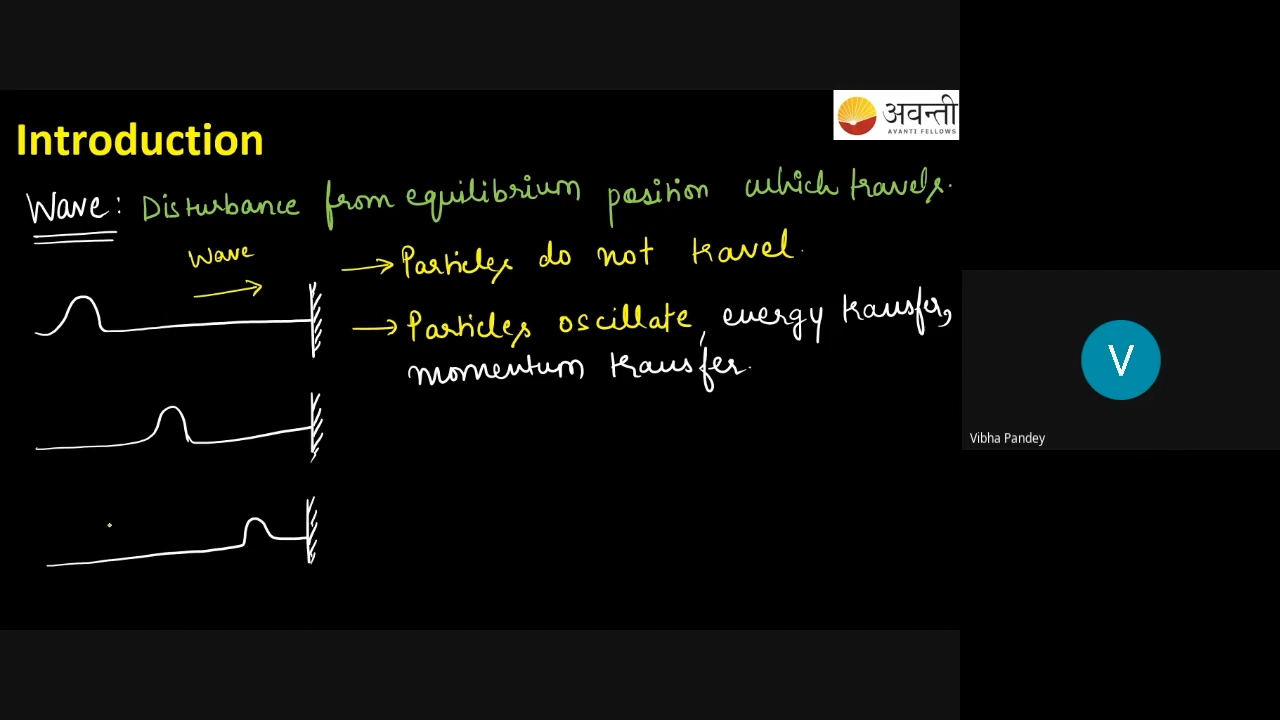 अवन्ती
AVANTI FELLOWS
Introduction
Wave: Disturbance from equilibrium position which travels.
Wave
→ Particles do not travel.
→ Particles oscillate, energy transfer,
momentum transfer.
V
Vibha Pandey